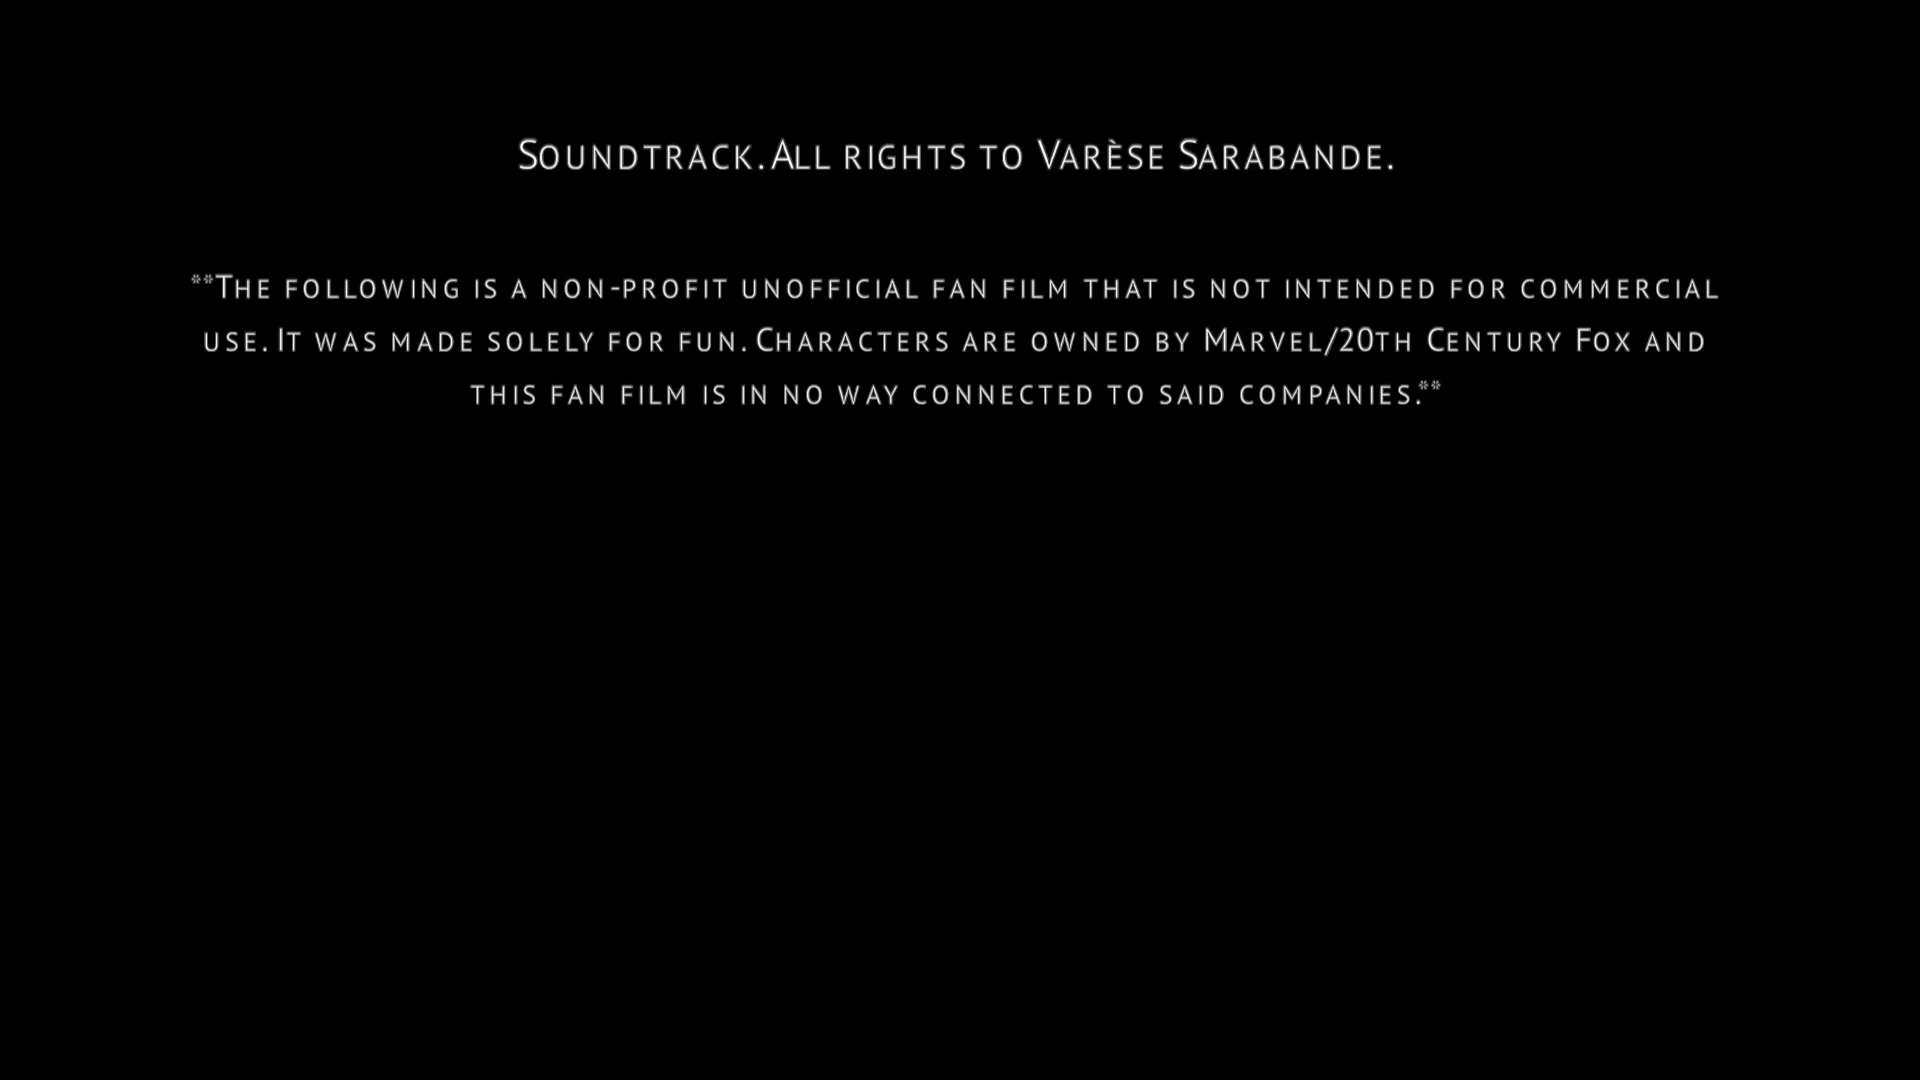 Soundtrack. All rights to Varèse Sarabande.
**The following is a non-profit unofficial fan film that is not intended for commercial
use. It was made solely for fun. Characters are owned by Marvel/20th Century Fox and
this fan film is in no way connected to said companies.**